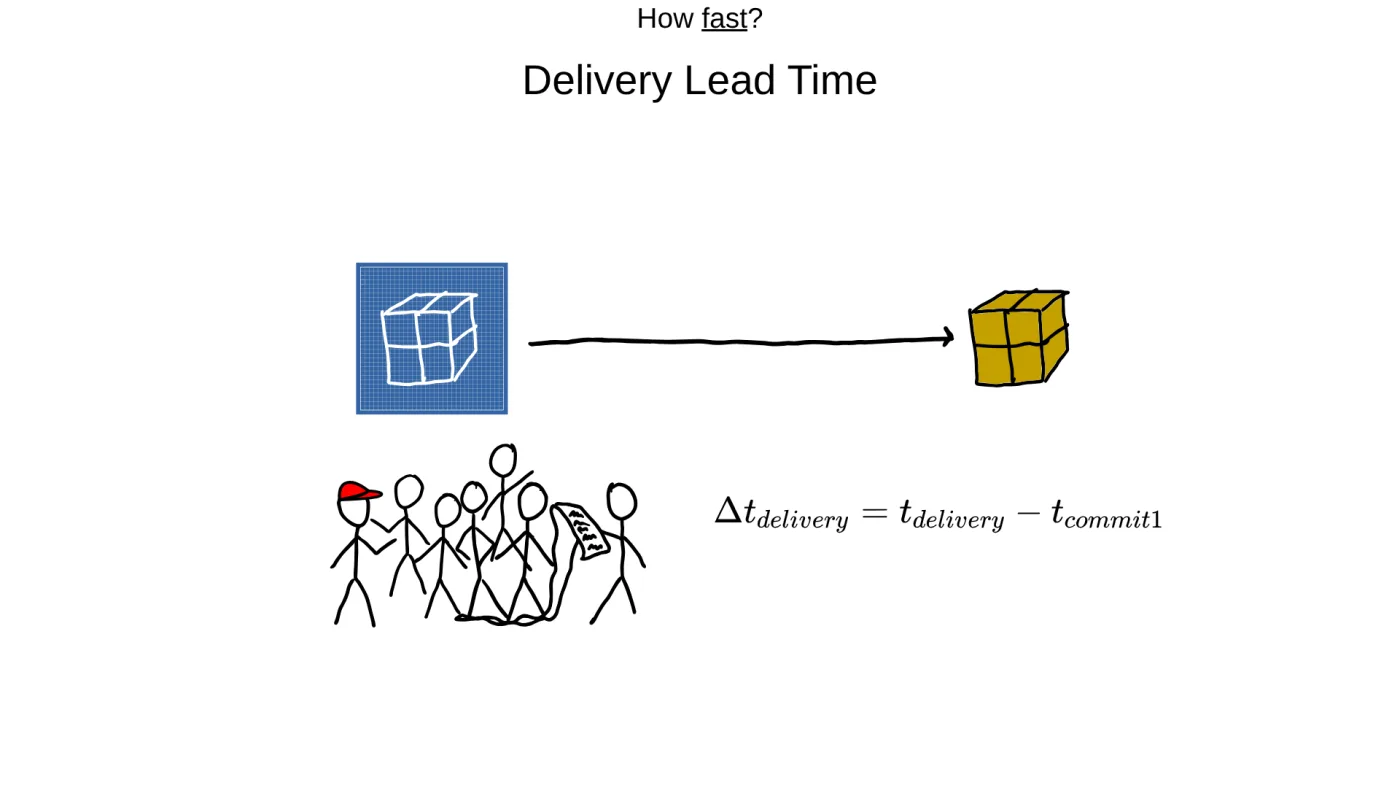 How fast?
Delivery Lead Time
Δt_delivery = t_delivery − t_commit1